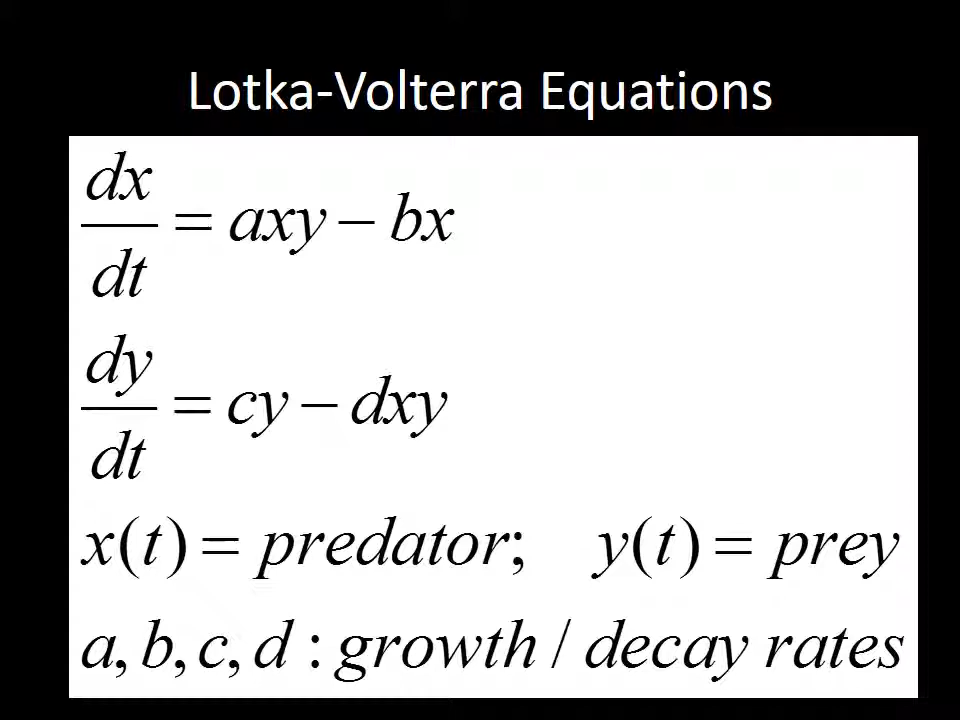 Lotka-Volterra Equations
dx/dt = axy − bx
dy/dt = cy − dxy
x(t) = predator; y(t) = prey
a, b, c, d : growth / decay rates